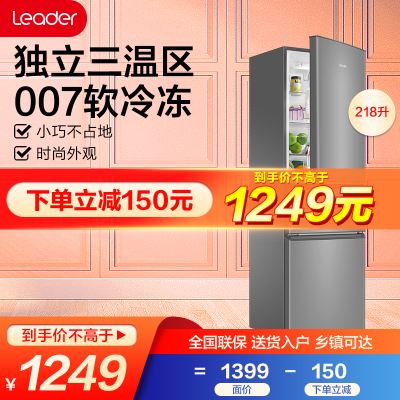 Leader
独立三温区
007软冷冻
小巧不占地
时尚外观
218升
下单立减150元
到手价不高于
1249元
到手价不高于
¥1249
全国联保 送货入户 乡镇可达
= 1399 - 150
面价 下单立减